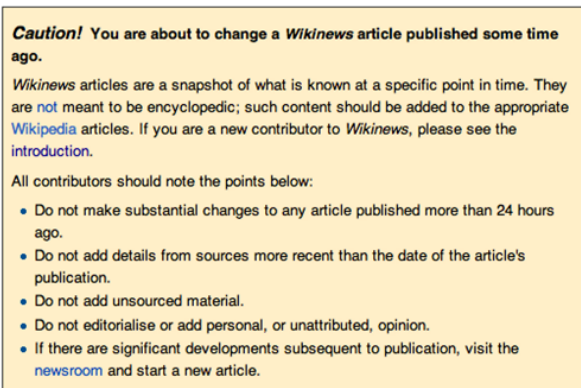 Caution! You are about to change a Wikinews article published some time
ago.
Wikinews articles are a snapshot of what is known at a specific point in time. They
are not meant to be encyclopedic; such content should be added to the appropriate
Wikipedia articles. If you are a new contributor to Wikinews, please see the
introduction.
All contributors should note the points below:
• Do not make substantial changes to any article published more than 24 hours
ago.
• Do not add details from sources more recent than the date of the article's
publication.
• Do not add unsourced material.
• Do not editorialise or add personal, or unattributed, opinion.
• If there are significant developments subsequent to publication, visit the
newsroom and start a new article.